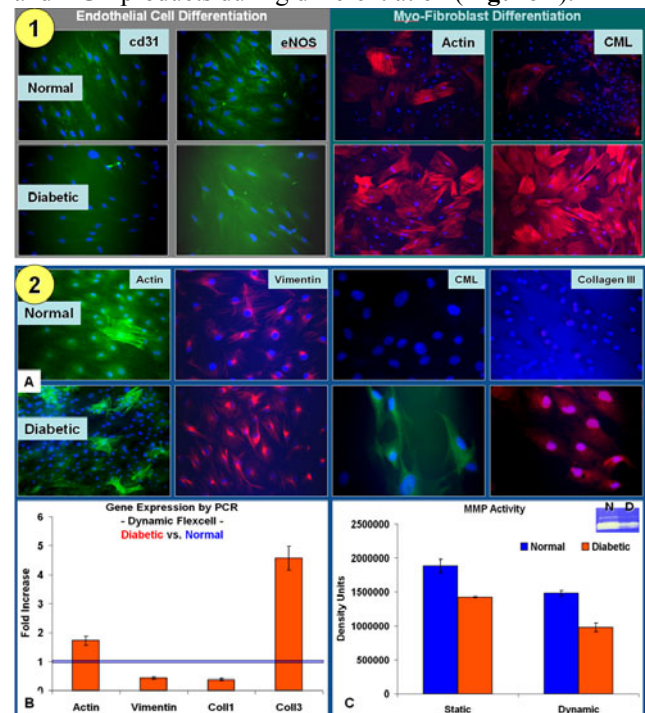 1
Endothelial Cell Differentiation
Myo-Fibroblast Differentiation
cd31
eNOS
Actin
CML
Normal
Diabetic
2
Actin
Vimentin
CML
Collagen III
Normal
A
Diabetic
Gene Expression by PCR
- Dynamic Flexcell -
Diabetic vs. Normal
Fold Increase
6
5
4
3
2
1
0
Actin
Vimentin
Coll1
Coll3
B
MMP Activity
N D
Normal
Diabetic
Density Units
2500000
2000000
1500000
1000000
500000
0
Static
Dynamic
C